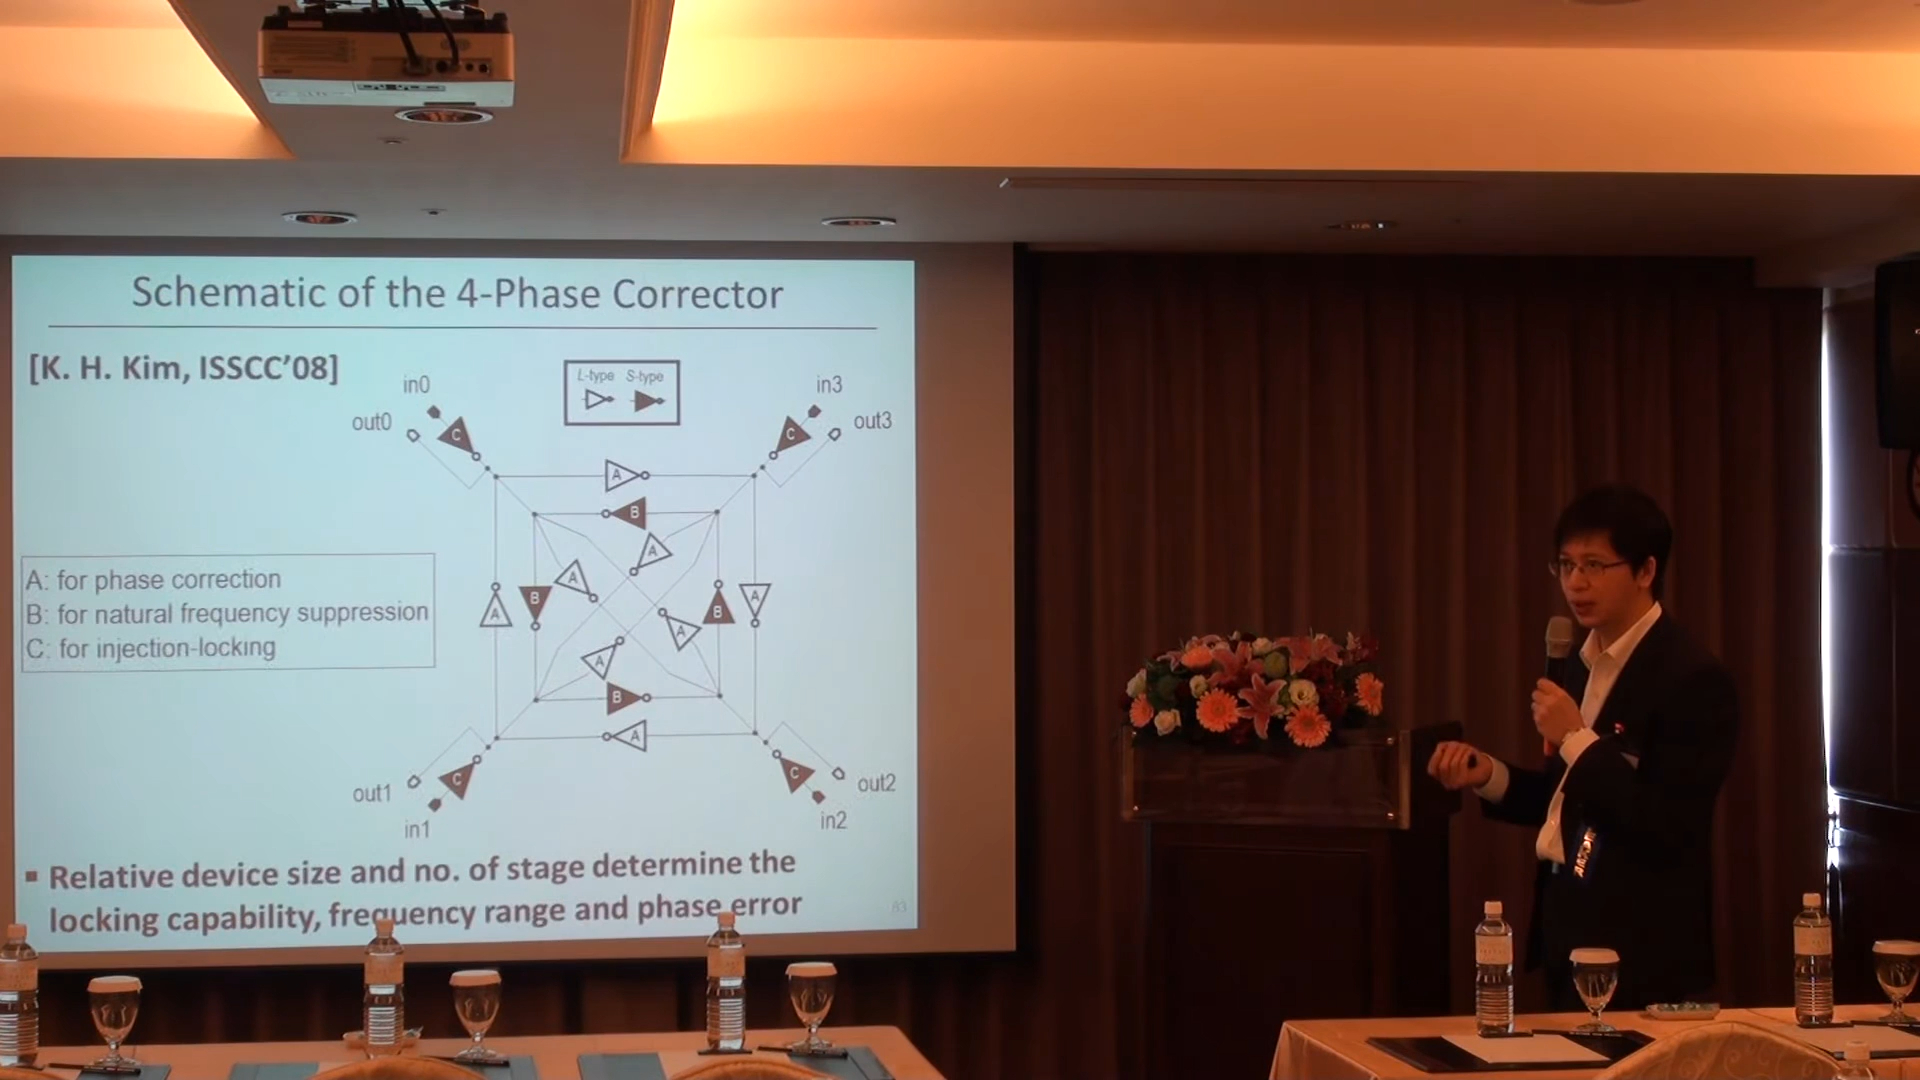 Schematic of the 4-Phase Corrector
[K. H. Kim, ISSCC'08]
L-type S-type
in0
in3
out0
out3
C
C
A
B
A
A
A
B
B
A
A
A
B
A
C
C
out1
out2
in1
in2
A: for phase correction
B: for natural frequency suppression
C: for injection-locking
Relative device size and no. of stage determine the
locking capability, frequency range and phase error
83